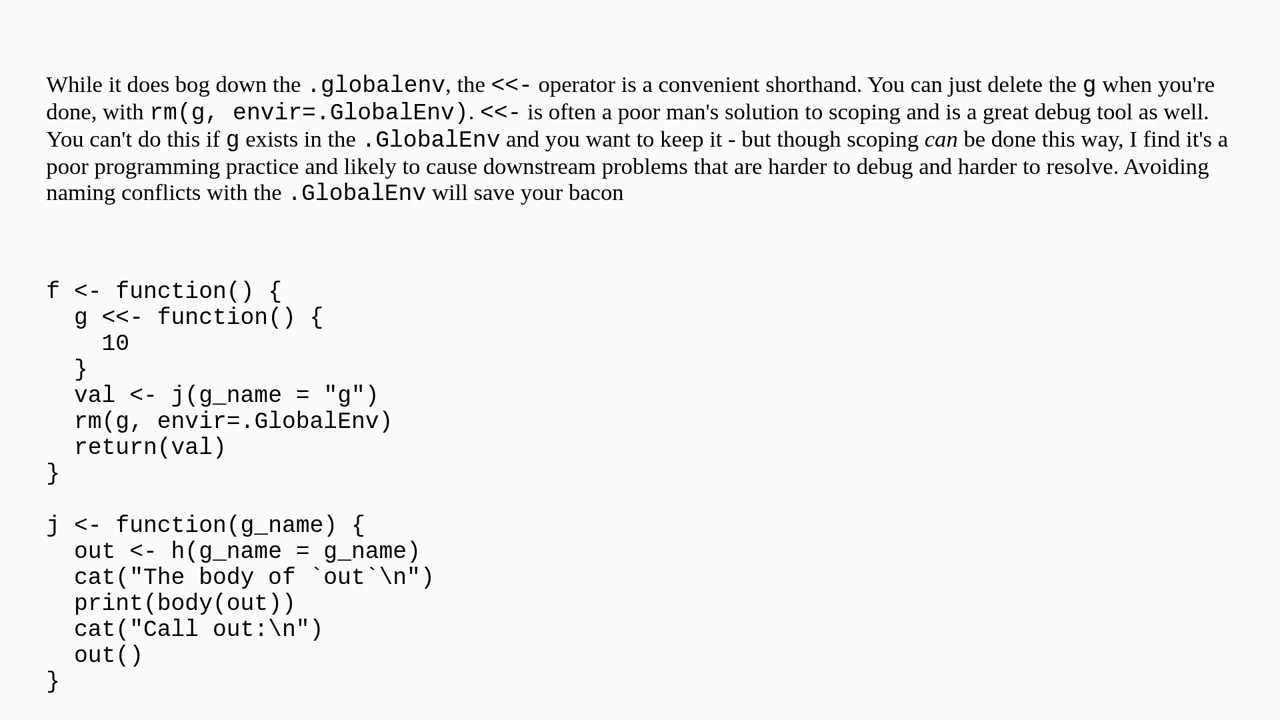 While it does bog down the .globalenv, the <<- operator is a convenient shorthand. You can just delete the g when you're
done, with rm(g, envir=.GlobalEnv). <<- is often a poor man's solution to scoping and is a great debug tool as well.
You can't do this if g exists in the .GlobalEnv and you want to keep it - but though scoping can be done this way, I find it's a
poor programming practice and likely to cause downstream problems that are harder to debug and harder to resolve. Avoiding
naming conflicts with the .GlobalEnv will save your bacon
f <- function() {
  g <<- function() {
    10
  }
  val <- j(g_name = "g")
  rm(g, envir=.GlobalEnv)
  return(val)
}
j <- function(g_name) {
  out <- h(g_name = g_name)
  cat("The body of `out`\n")
  print(body(out))
  cat("Call out:\n")
  out()
}